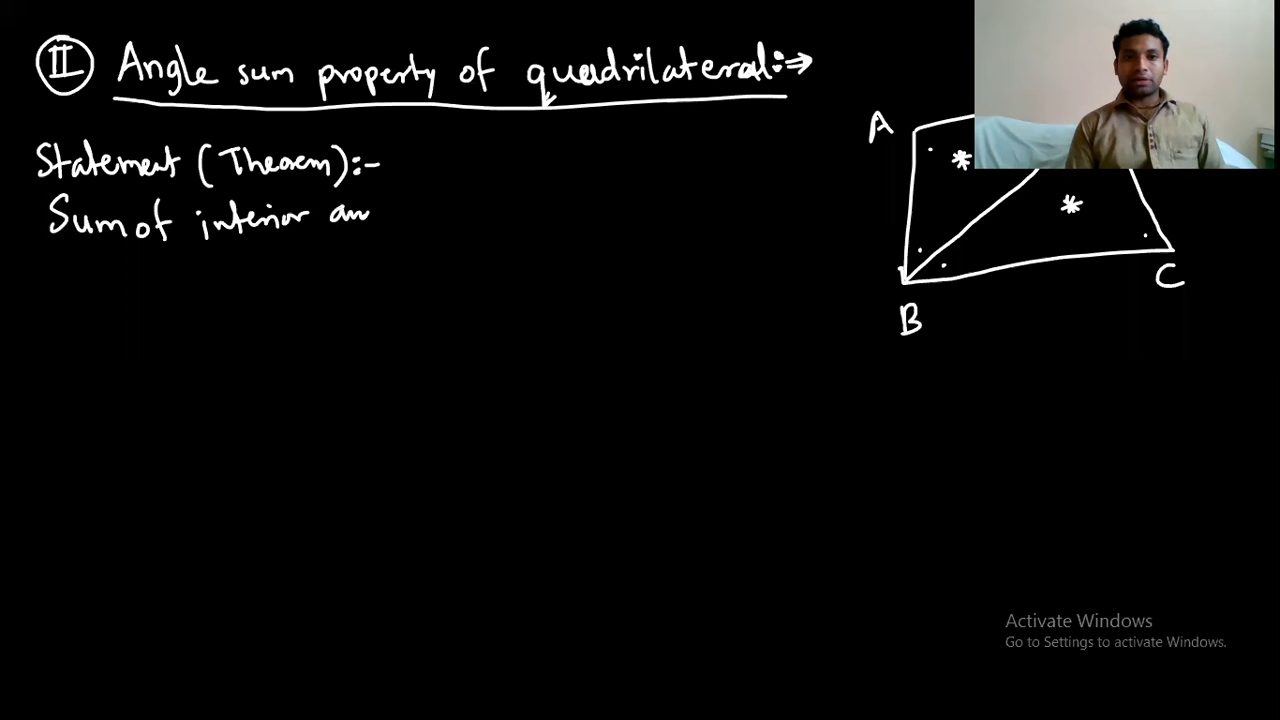 II Angle sum property of quadrilateral:⇒
Statement (Theorem):-
Sum of interior an
A
B
C
Activate Windows
Go to Settings to activate Windows.